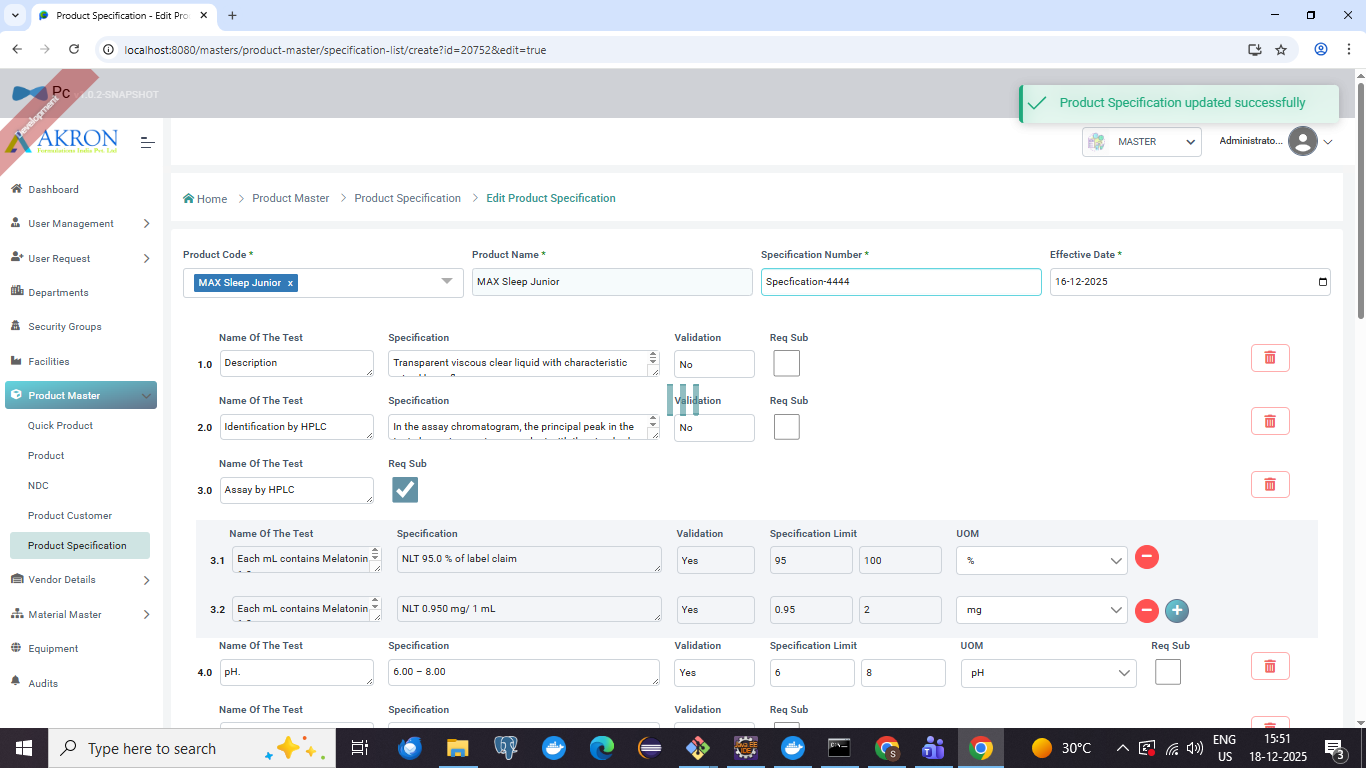 Product Specification - Edit Pro
localhost:8080/masters/product-master/specification-list/create?id=20752&edit=true
Pc
.0.2-SNAPSHOT
Development
Product Specification updated successfully
AKRON
Formulations India Pvt Ltd
MASTER
Administrato...
Dashboard
User Management
User Request
Departments
Security Groups
Facilities
Product Master
Quick Product
Product
NDC
Product Customer
Product Specification
Vendor Details
Material Master
Equipment
Audits
Home
Product Master
Product Specification
Edit Product Specification
Product Code *
Product Name *
Specification Number *
Effective Date *
MAX Sleep Junior x
MAX Sleep Junior
Specfication-4444
16-12-2025
Name Of The Test
Specification
Validation
Req Sub
1.0
Description
Transparent viscous clear liquid with characteristic
No
Name Of The Test
Specification
Validation
Req Sub
2.0
Identification by HPLC
In the assay chromatogram, the principal peak in the
No
Name Of The Test
Req Sub
3.0
Assay by HPLC
Name Of The Test
Specification
Validation
Specification Limit
UOM
3.1
Each mL contains Melatonin
NLT 95.0 % of label claim
Yes
95
100
%
3.2
Each mL contains Melatonin
NLT 0.950 mg/ 1 mL
Yes
0.95
2
mg
Name Of The Test
Specification
Validation
Specification Limit
UOM
Req Sub
4.0
pH.
6.00 – 8.00
Yes
6
8
pH
Name Of The Test
Specification
Validation
Req Sub
Type here to search
30°C
ENG
US
15:51
18-12-2025
3